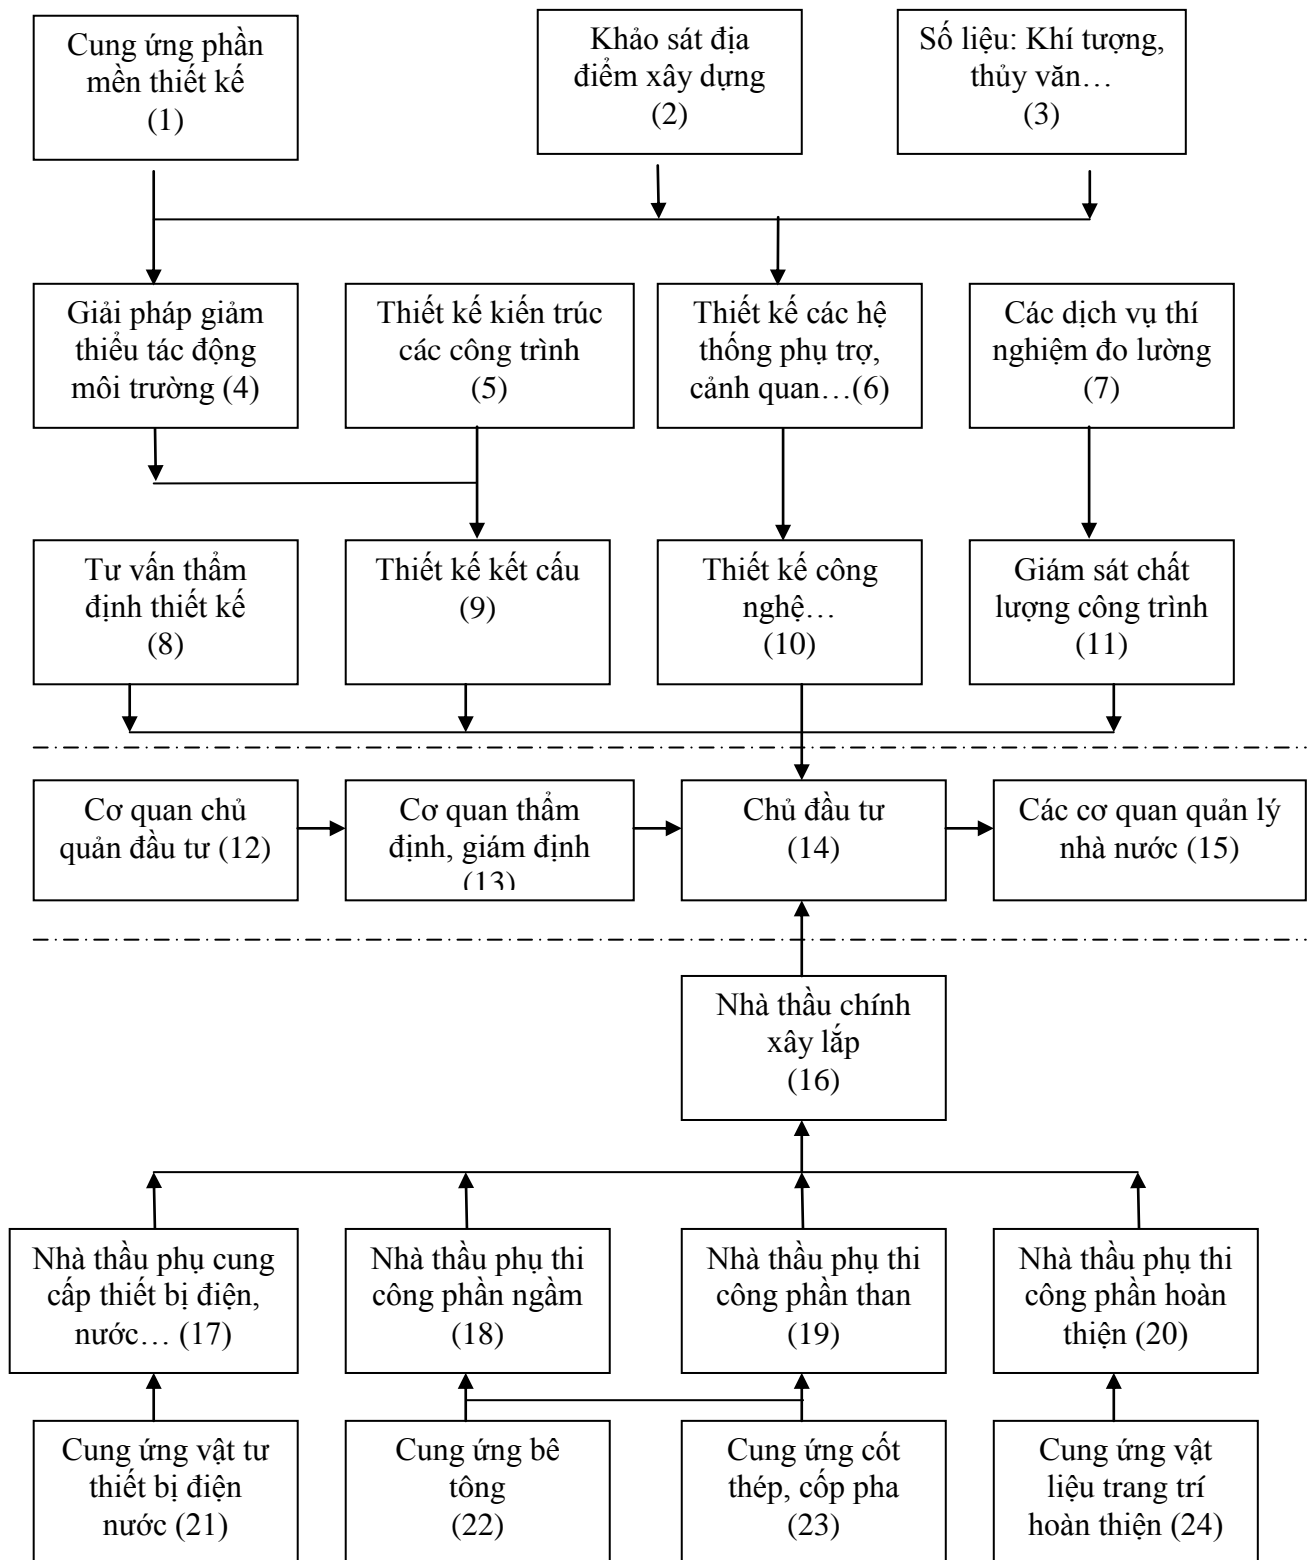 Cung ứng phần
mền thiết kế
(1)
Khảo sát địa
điểm xây dựng
(2)
Số liệu: Khí tượng,
thủy văn…
(3)
Giải pháp giảm
thiểu tác động
môi trường (4)
Thiết kế kiến trúc
các công trình
(5)
Thiết kế các hệ
thống phụ trợ,
cảnh quan…(6)
Các dịch vụ thí
nghiệm đo lường
(7)
Tư vấn thẩm
định thiết kế
(8)
Thiết kế kết cấu
(9)
Thiết kế công
nghệ…
(10)
Giám sát chất
lượng công trình
(11)
Cơ quan chủ
quản đầu tư (12)
Cơ quan thẩm
định, giám định
(13)
Chủ đầu tư
(14)
Các cơ quan quản lý
nhà nước (15)
Nhà thầu chính
xây lắp
(16)
Nhà thầu phụ cung
cấp thiết bị điện,
nước… (17)
Nhà thầu phụ thi
công phần ngầm
(18)
Nhà thầu phụ thi
công phần than
(19)
Nhà thầu phụ thi
công phần hoàn
thiện (20)
Cung ứng vật tư
thiết bị điện
nước (21)
Cung ứng bê
tông
(22)
Cung ứng cốt
thép, cốp pha
(23)
Cung ứng vật
liệu trang trí
hoàn thiện (24)